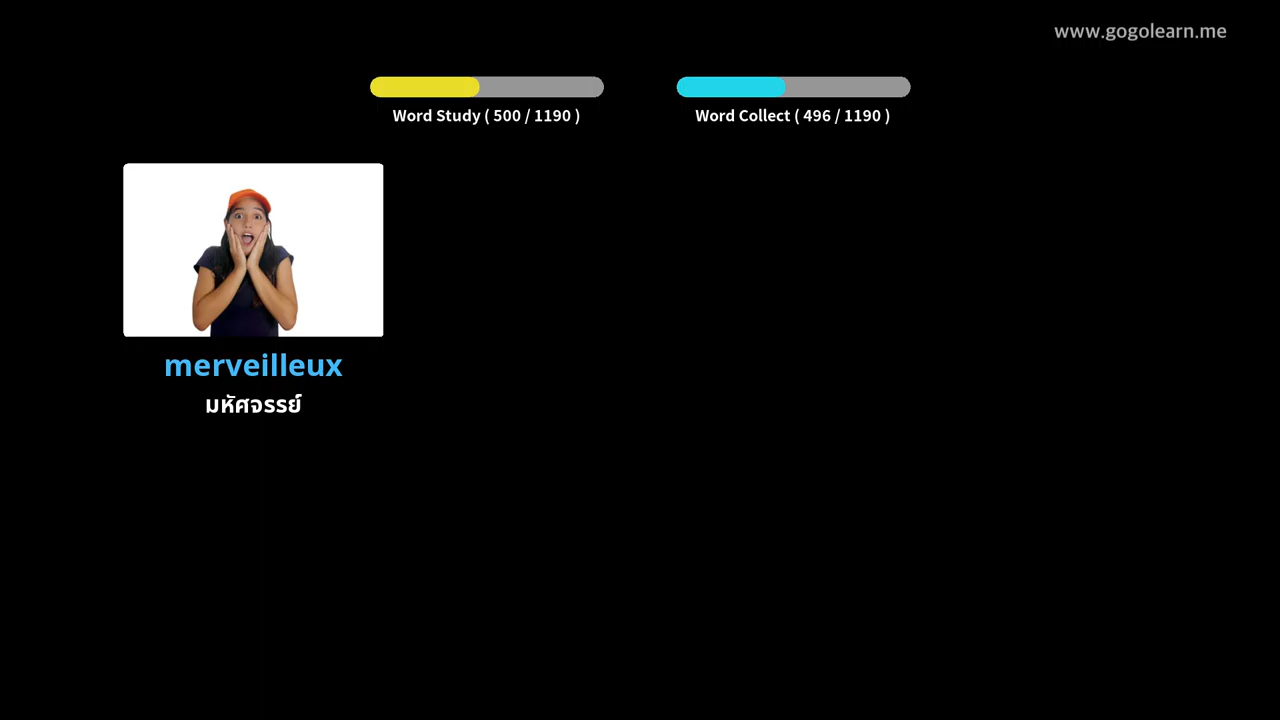 www.gogolearn.me
Word Study ( 500 / 1190 )
Word Collect ( 496 / 1190 )
merveilleux
มหัศจรรย์